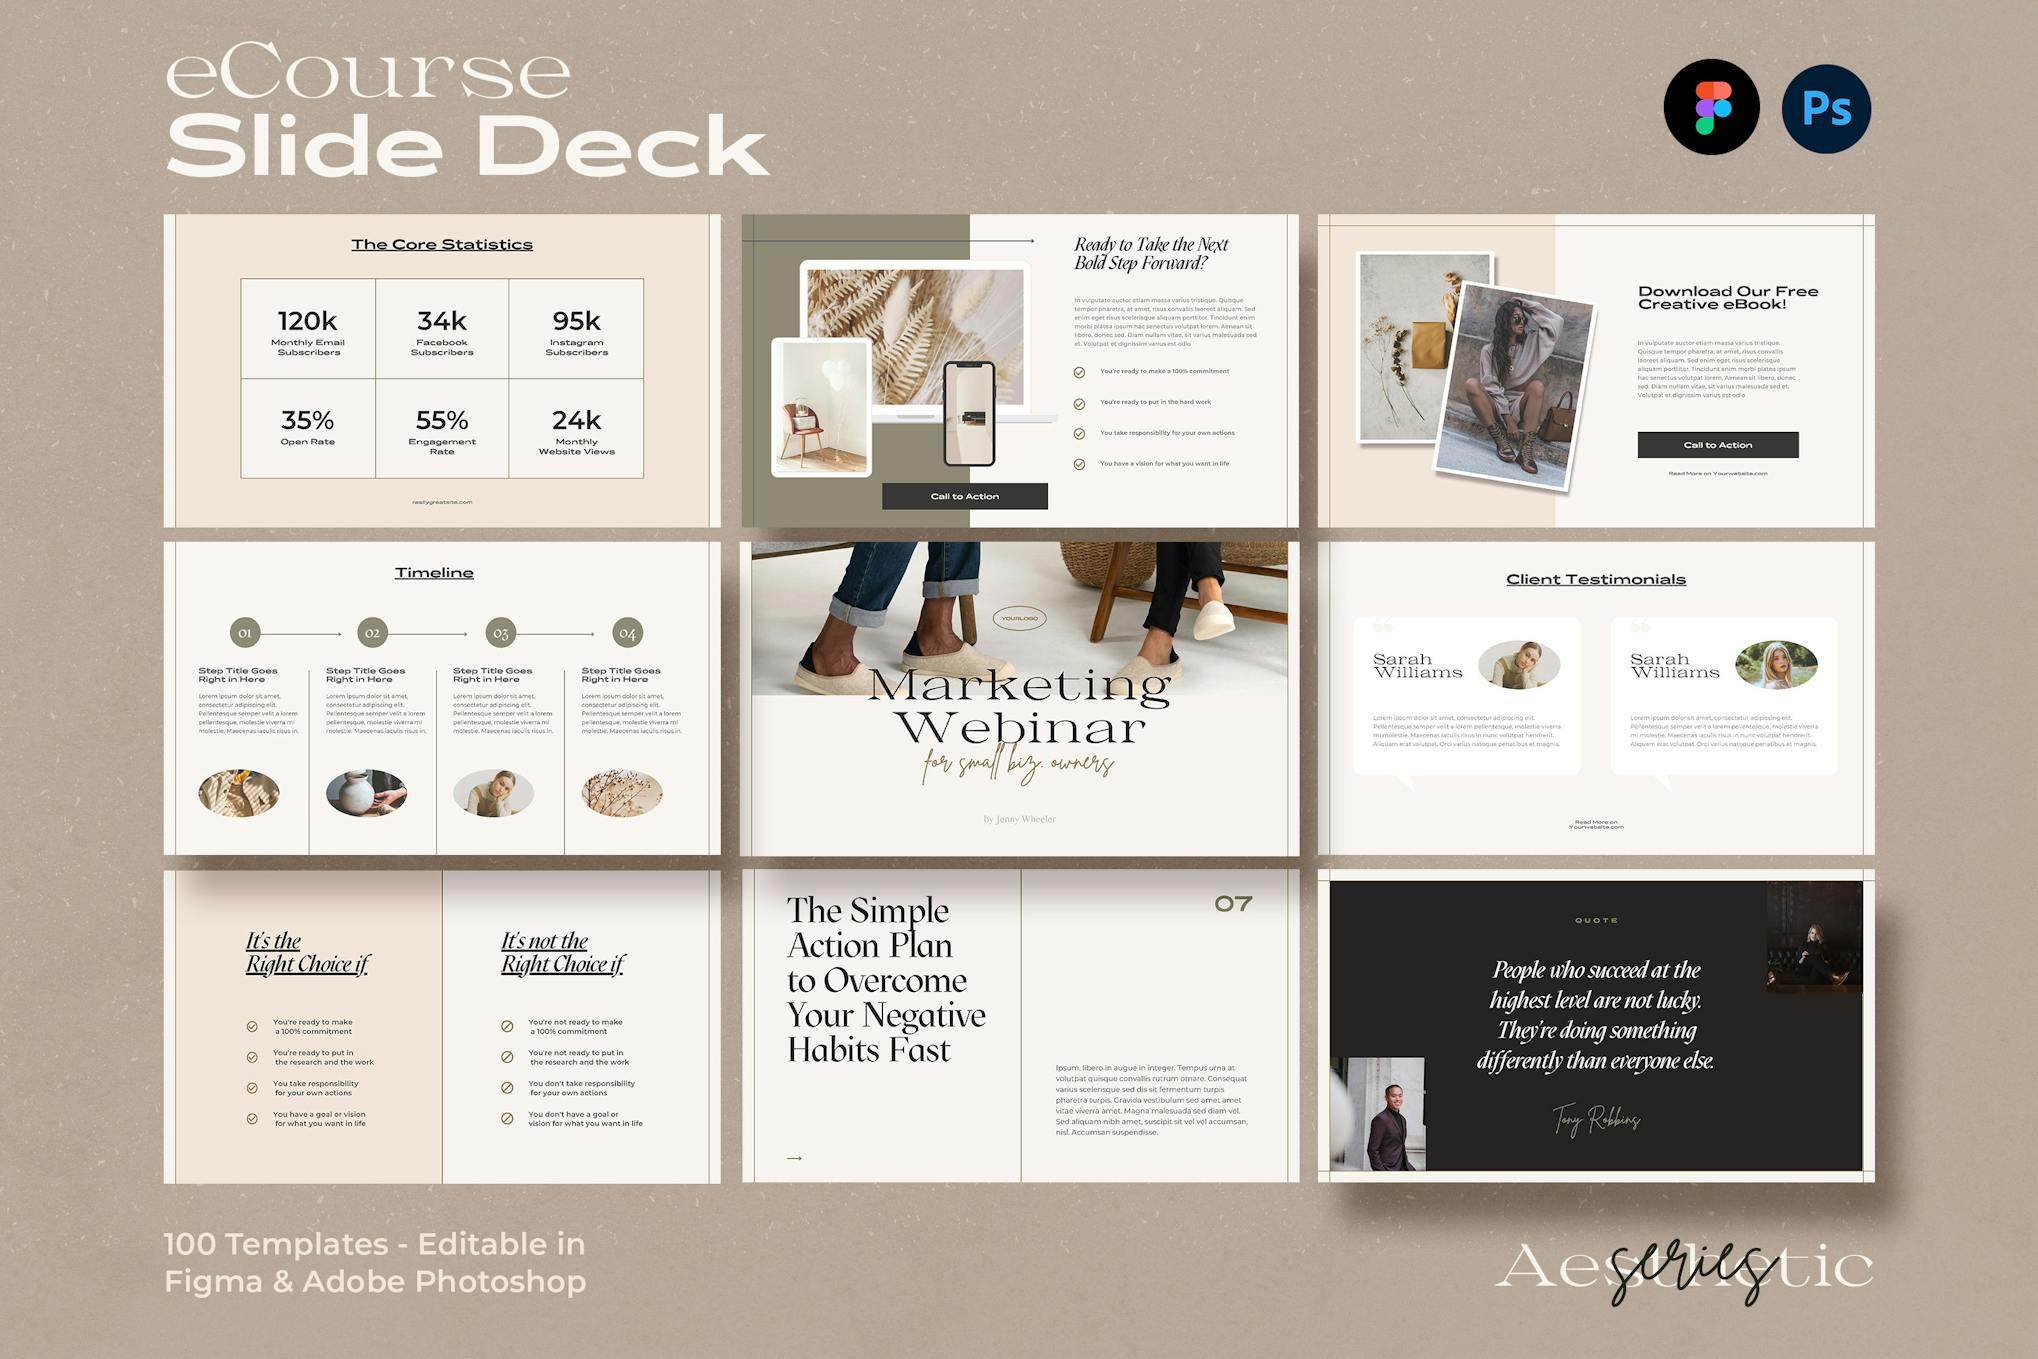 eCourse
Slide Deck
Ps
The Core Statistics
120k
Monthly Email
Subscribers
34k
Facebook
Subscribers
95k
Instagram
Subscribers
35%
Open Rate
55%
Engagement
Rate
24k
Monthly
Website Views
reallygreatsite.com
Ready to Take the Next
Bold Step Forward?
In vulputate auctor etiam massa varius tristique. Quisque
tempor pharetra, at amet, risus convallis laoreet aliquam. Sed
enim eget risus scelerisque aliquam porttitor. Tincidunt enim
morbi platea ipsum hac senectus volutpat lorem. Aenean sit
libero, donec sed. Diam nullam vitae, sit varius malesuada sed
et. Volutpat et dignissim varius est odio
You're ready to make a 100% commitment
You're ready to put in the hard work
You take responsibility for your own actions
You have a vision for what you want in life
Call to Action
Download Our Free
Creative eBook!
In vulputate auctor etiam massa varius tristique.
Quisque tempor pharetra, at amet, risus convallis
laoreet aliquam. Sed enim eget risus scelerisque
aliquam porttitor. Tincidunt enim morbi platea ipsum
hac senectus volutpat lorem. Aenean sit libero, donec
sed. Diam nullam vitae, sit varius malesuada sed et.
Volutpat et dignissim varius est odio
Call to Action
Read More on Yourwebsite.com
Timeline
01
02
03
04
Step Title Goes
Right in Here
Lorem ipsum dolor sit amet,
consectetur adipiscing elit.
Pellentesque semper velit a lorem
pellentesque, molestie viverra mi
molestie. Maecenas iaculis risus in.
Step Title Goes
Right in Here
Lorem ipsum dolor sit amet,
consectetur adipiscing elit.
Pellentesque semper velit a lorem
pellentesque, molestie viverra mi
molestie. Maecenas iaculis risus in.
Step Title Goes
Right in Here
Lorem ipsum dolor sit amet,
consectetur adipiscing elit.
Pellentesque semper velit a lorem
pellentesque, molestie viverra mi
molestie. Maecenas iaculis risus in.
Step Title Goes
Right in Here
Lorem ipsum dolor sit amet,
consectetur adipiscing elit.
Pellentesque semper velit a lorem
pellentesque, molestie viverra mi
molestie. Maecenas iaculis risus in.
YOURLOGO
Marketing
Webinar
for small biz. owners
by Jenny Wheeler
Client Testimonials
Sarah
Williams
Lorem ipsum dolor sit amet, consectetur adipiscing elit.
Pellentesque semper velit a lorem pellentesque, molestie viverra
mi molestie. Maecenas iaculis risus in nunc volutpat hendrerit.
Aliquam erat volutpat. Orci varius natoque penatibus et magnis.
Sarah
Williams
Lorem ipsum dolor sit amet, consectetur adipiscing elit.
Pellentesque semper velit a lorem pellentesque, molestie viverra
mi molestie. Maecenas iaculis risus in nunc volutpat hendrerit.
Aliquam erat volutpat. Orci varius natoque penatibus et magnis.
Read More on
Yourwebsite.com
It's the
Right Choice if
You're ready to make
a 100% commitment
You're ready to put in
the research and the work
You take responsibility
for your own actions
You have a goal or vision
for what you want in life
It's not the
Right Choice if
You're not ready to make
a 100% commitment
You're not ready to put in
the research and the work
You don't take responsibility
for your own actions
You don't have a goal or
vision for what you want in life
The Simple
Action Plan
to Overcome
Your Negative
Habits Fast
07
Ipsum, libero in augue in integer. Tempus urna at
volutpat quisque convallis rutrum ornare. Consequat
varius scelerisque sed dis sit fermentum turpis
pharetra turpis. Gravida vestibulum sed amet amet
vitae viverra amet. Magna malesuada sed diam vel.
Sed aliquam nibh amet, suscipit sit vel vel accumsan,
nisl. Accumsan suspendisse.
QUOTE
People who succeed at the
highest level are not lucky.
They're doing something
differently than everyone else.
Tony Robbins
100 Templates - Editable in
Figma & Adobe Photoshop
Aesthetic
series